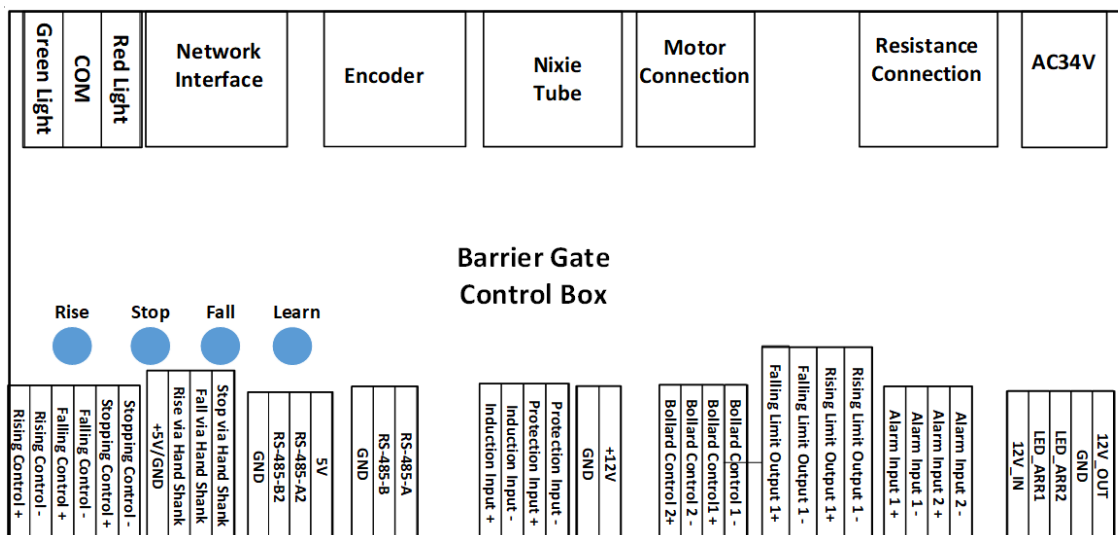 Green Light
COM
Red Light
Network
Interface
Encoder
Nixie
Tube
Motor
Connection
Resistance
Connection
AC34V
Barrier Gate
Control Box
Rise
Stop
Fall
Learn
Rising Control +
Rising Control -
Falling Control +
Falling Control -
Stopping Control +
Stopping Control -
+5V/GND
Rise via Hand Shank
Fall via Hand Shank
Stop via Hand Shank
GND
RS-485-B2
RS-485-A2
5V
GND
RS-485-B
RS-485-A
Induction Input +
Induction Input -
Protection Input +
Protection Input -
GND
+12V
Bollard Control 2+
Bollard Control 2 -
Bollard Control1 +
Bollard Control 1 -
Falling Limit Output 1+
Falling Limit Output 1 -
Rising Limit Output 1+
Rising Limit Output 1 -
Alarm Input 1 +
Alarm Input 1 -
Alarm Input 2 +
Alarm Input 2 -
12V_IN
LED_ARR1
LED_ARR2
GND
12V_OUT